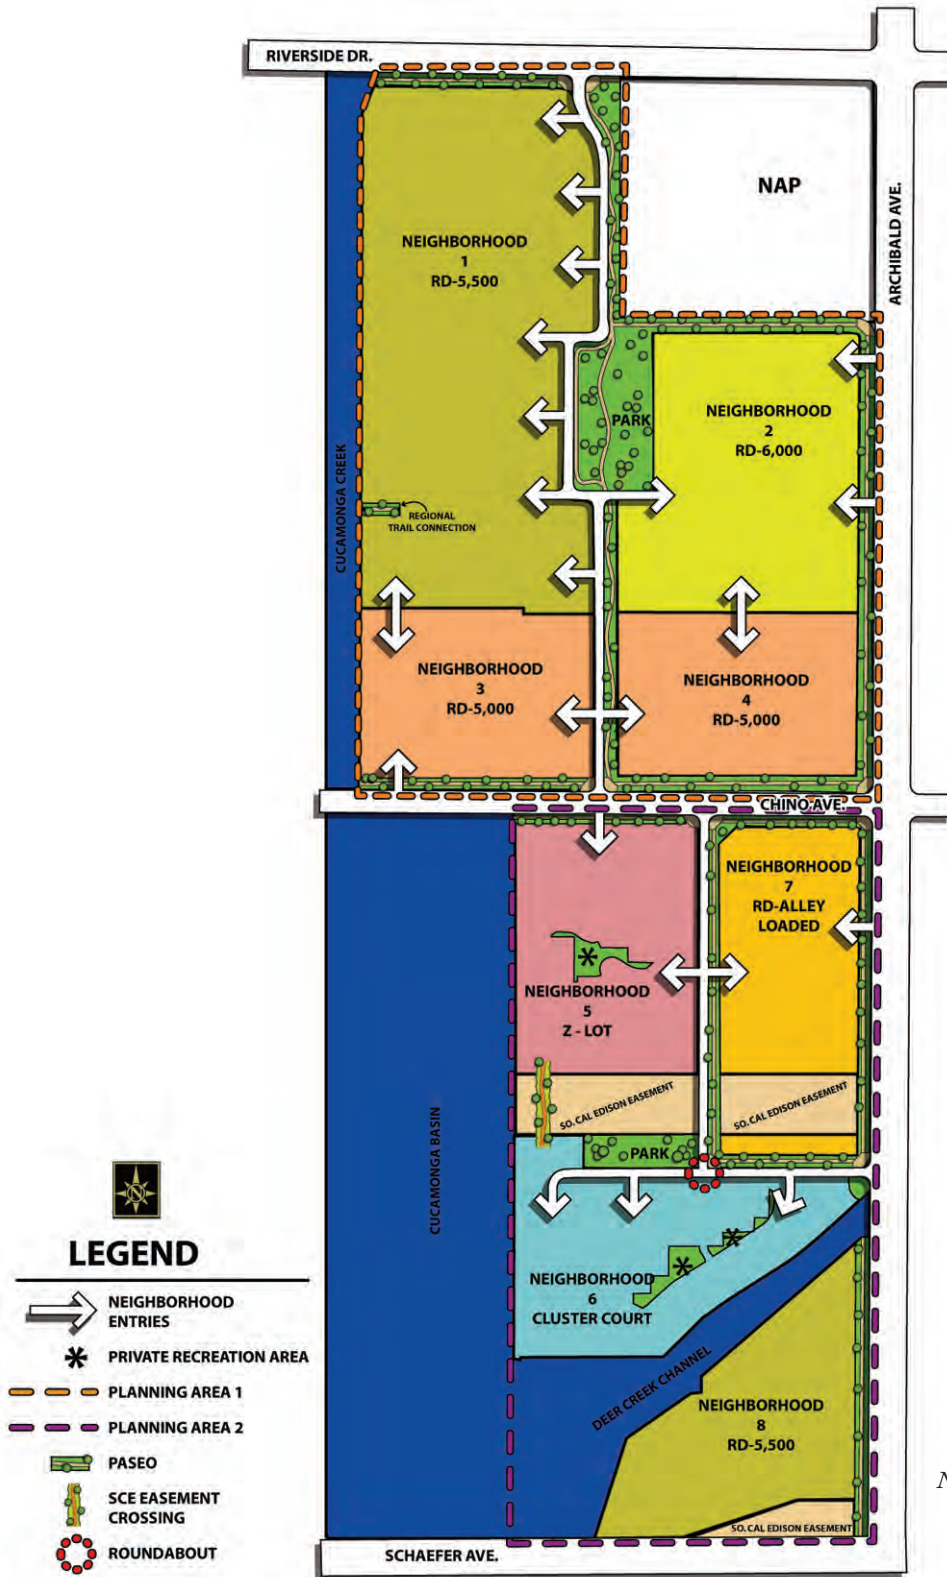 RIVERSIDE DR.
NAP
ARCHIBALD AVE.
NEIGHBORHOOD
1
RD-5,500
PARK
NEIGHBORHOOD
2
RD-6,000
CUCAMONGA CREEK
REGIONAL
TRAIL CONNECTION
NEIGHBORHOOD
3
RD-5,000
NEIGHBORHOOD
4
RD-5,000
CHINO AVE.
NEIGHBORHOOD
7
RD-ALLEY
LOADED
*
NEIGHBORHOOD
5
Z - LOT
SO. CAL EDISON EASEMENT
SO. CAL EDISON EASEMENT
CUCAMONGA BASIN
PARK
*
*
NEIGHBORHOOD
6
CLUSTER COURT
DEER CREEK CHANNEL
NEIGHBORHOOD
8
RD-5,500
SO. CAL EDISON EASEMENT
SCHAEFER AVE.
N
LEGEND
NEIGHBORHOOD
ENTRIES
* PRIVATE RECREATION AREA
PLANNING AREA 1
PLANNING AREA 2
PASEO
SCE EASEMENT
CROSSING
ROUNDABOUT
N